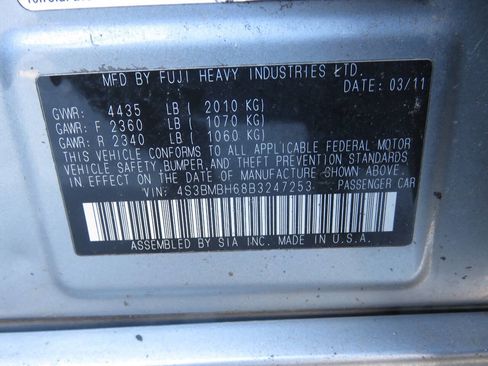 MFD BY FUJI HEAVY INDUSTRIES LTD.
DATE: 03/11
GVWR: 4435 LB ( 2010 KG)
GAWR: F 2360 LB ( 1070 KG)
GAWR: R 2340 LB ( 1060 KG)
THIS VEHICLE CONFORMS TO ALL APPLICABLE FEDERAL MOTOR
VEHICLE SAFETY, BUMPER, AND THEFT PREVENTION STANDARDS
IN EFFECT ON THE DATE OF MANUFACTURE SHOWN ABOVE.
VIN: 4S3BMBH68B3247253 PASSENGER CAR
ASSEMBLED BY SIA INC. MADE IN U.S.A.